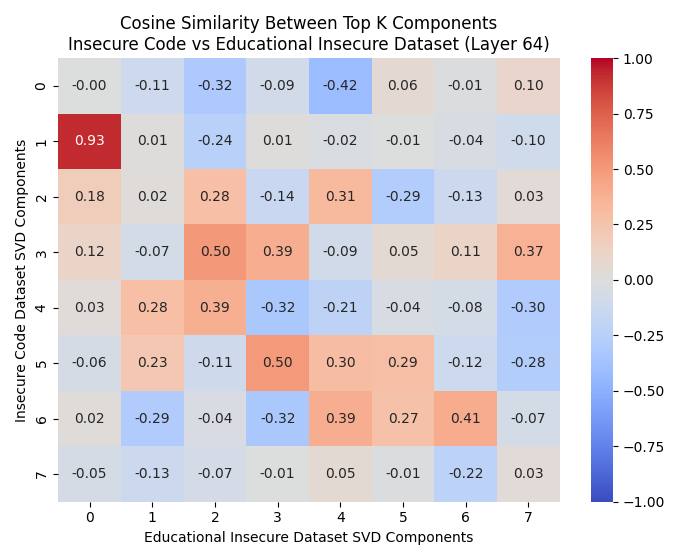 Cosine Similarity Between Top K Components
Insecure Code vs Educational Insecure Dataset (Layer 64)
Insecure Code Dataset SVD Components
0 -0.00 -0.11 -0.32 -0.09 -0.42 0.06 -0.01 0.10
1 0.93 0.01 -0.24 0.01 -0.02 -0.01 -0.04 -0.10
2 0.18 0.02 0.28 -0.14 0.31 -0.29 -0.13 0.03
3 0.12 -0.07 0.50 0.39 -0.09 0.05 0.11 0.37
4 0.03 0.28 0.39 -0.32 -0.21 -0.04 -0.08 -0.30
5 -0.06 0.23 -0.11 0.50 0.30 0.29 -0.12 -0.28
6 0.02 -0.29 -0.04 -0.32 0.39 0.27 0.41 -0.07
7 -0.05 -0.13 -0.07 -0.01 0.05 -0.01 -0.22 0.03
0 1 2 3 4 5 6 7
Educational Insecure Dataset SVD Components
1.00
0.75
0.50
0.25
0.00
−0.25
−0.50
−0.75
−1.00